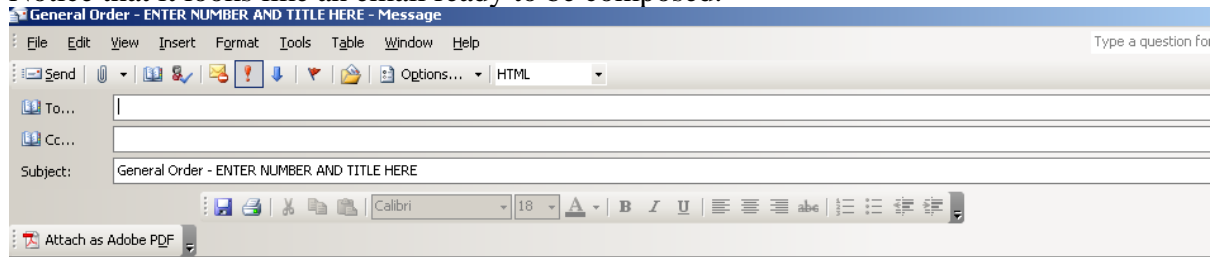 Notice that it looks like an email ready to be composed.
General Order - ENTER NUMBER AND TITLE HERE - Message
File Edit View Insert Format Tools Table Window Help Type a question for
Send Options... HTML
To...
Cc...
Subject: General Order - ENTER NUMBER AND TITLE HERE
Calibri 18 A B I U abc
Attach as Adobe PDF